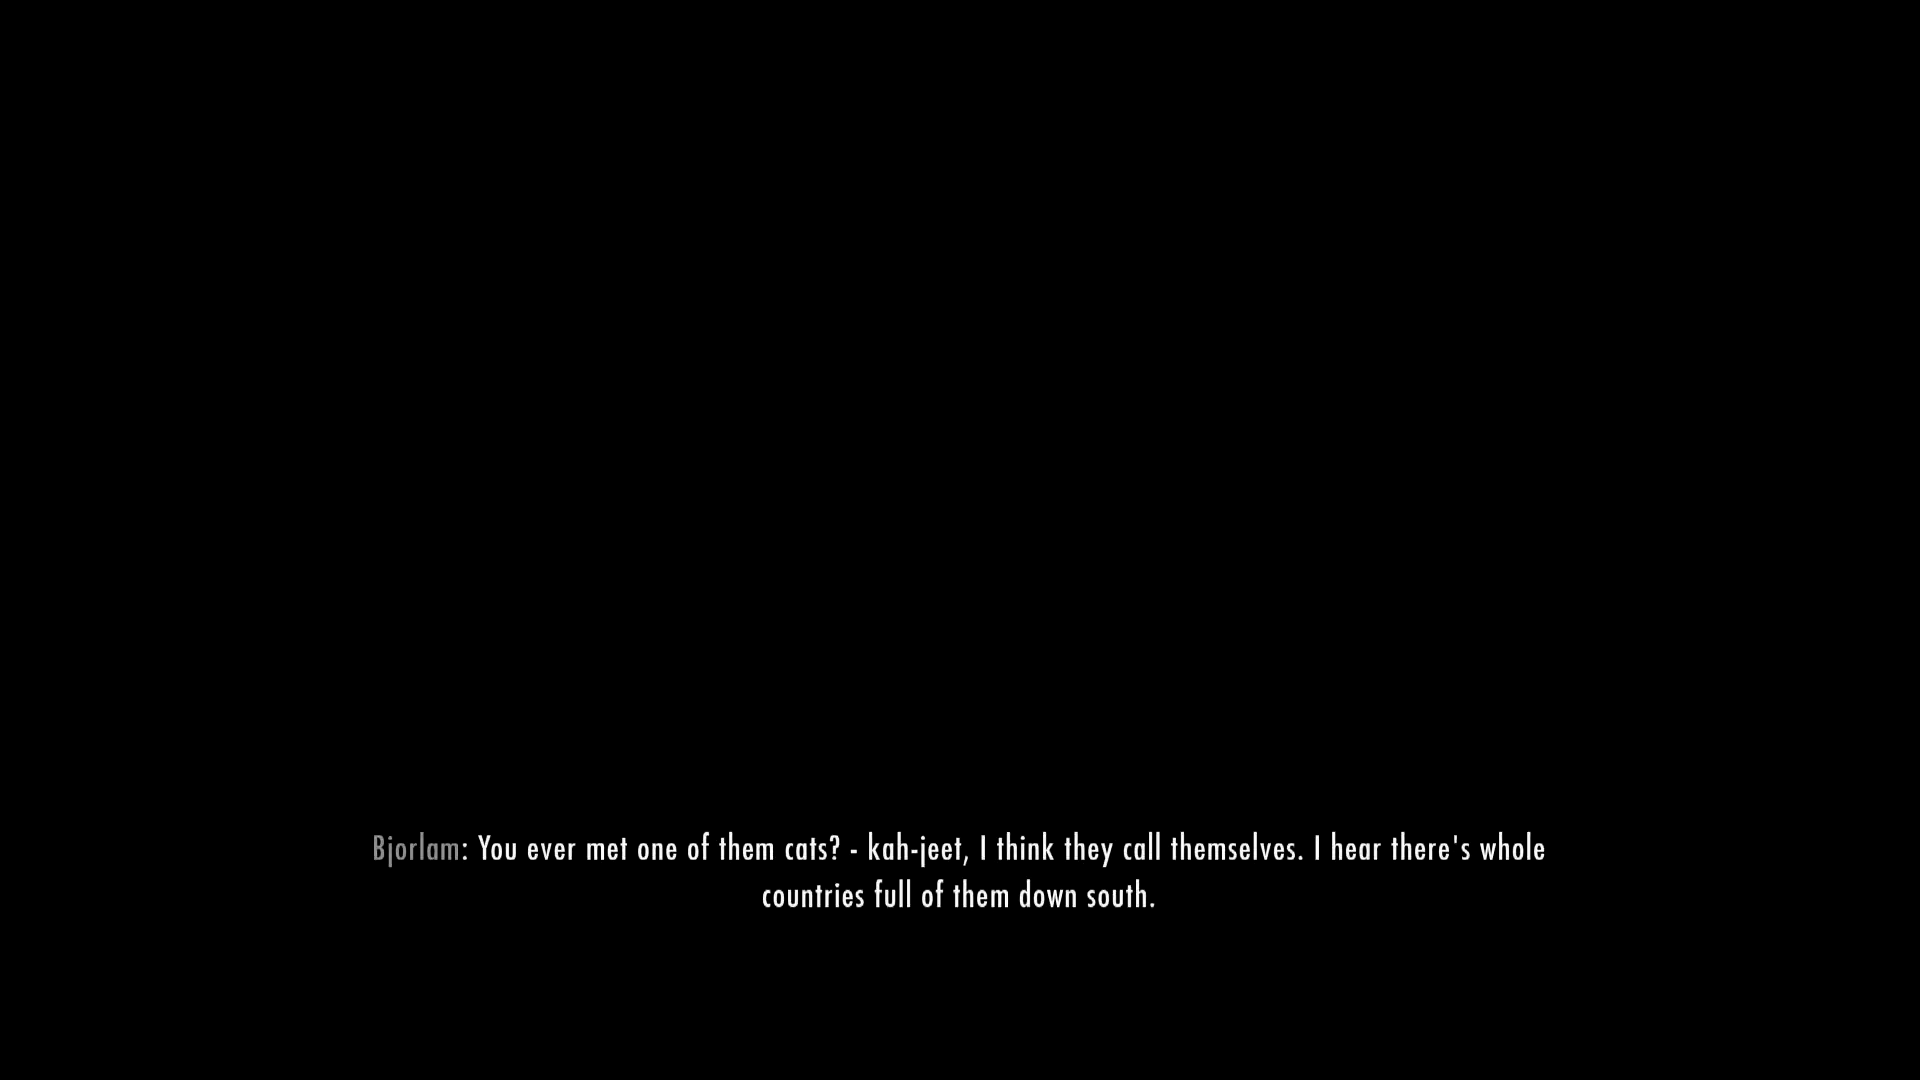 Bjorlam: You ever met one of them cats? - kah-jeet, I think they call themselves. I hear there's whole
countries full of them down south.